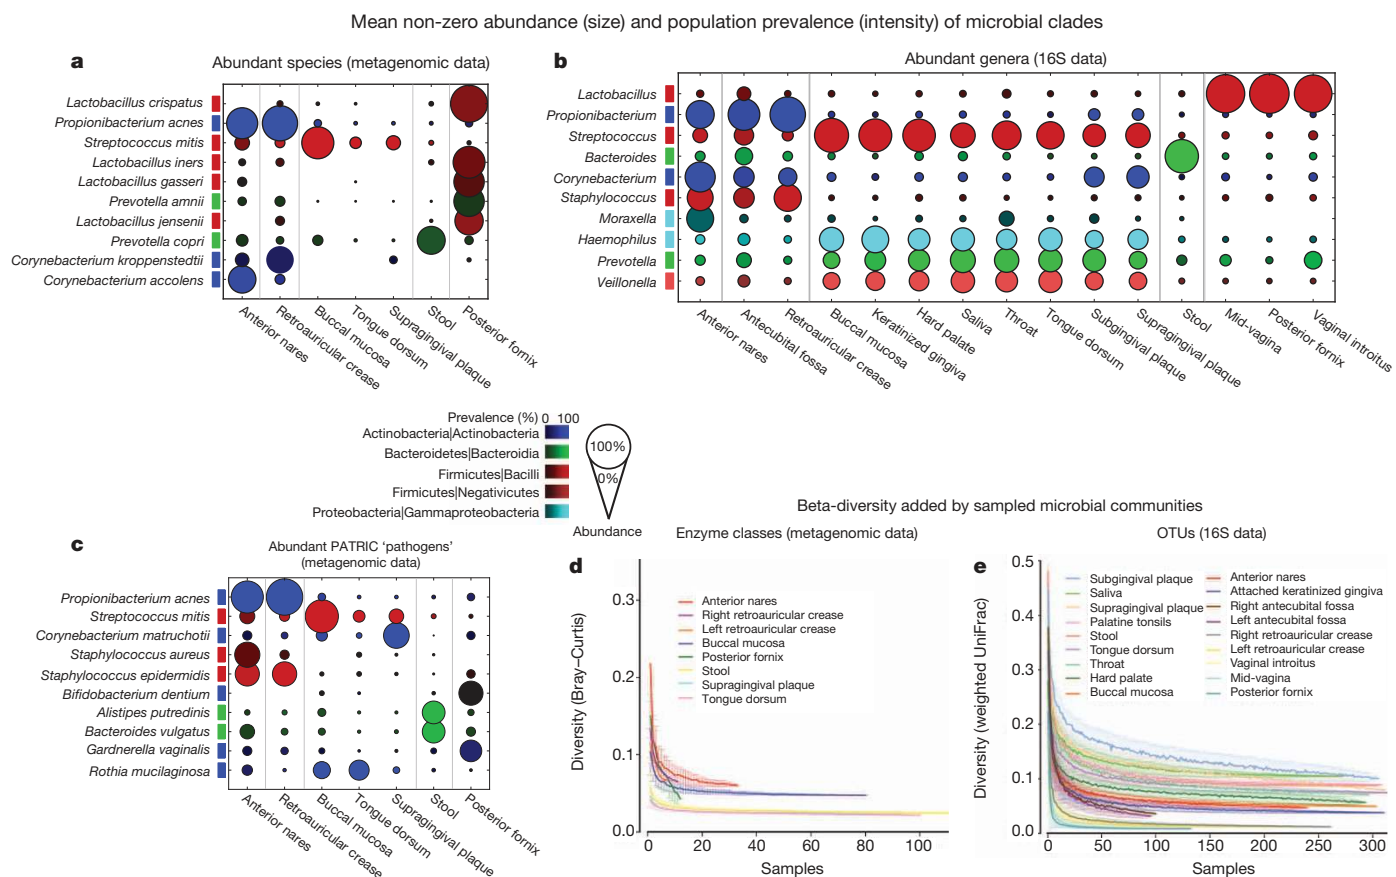 Mean non-zero abundance (size) and population prevalence (intensity) of microbial clades
a
Abundant species (metagenomic data)
Lactobacillus crispatus
Propionibacterium acnes
Streptococcus mitis
Lactobacillus iners
Lactobacillus gasseri
Prevotella amnii
Lactobacillus jensenii
Prevotella copri
Corynebacterium kroppenstedtii
Corynebacterium accolens
Anterior nares
Retroauricular crease
Buccal mucosa
Tongue dorsum
Supragingival plaque
Stool
Posterior fornix
b
Abundant genera (16S data)
Lactobacillus
Propionibacterium
Streptococcus
Bacteroides
Corynebacterium
Staphylococcus
Moraxella
Haemophilus
Prevotella
Veillonella
Anterior nares
Antecubital fossa
Retroauricular crease
Buccal mucosa
Keratinized gingiva
Hard palate
Saliva
Throat
Tongue dorsum
Subgingival plaque
Supragingival plaque
Stool
Mid-vagina
Posterior fornix
Vaginal introitus
Prevalence (%) 0 100
Actinobacteria|Actinobacteria
Bacteroidetes|Bacteroidia
Firmicutes|Bacilli
Firmicutes|Negativicutes
Proteobacteria|Gammaproteobacteria
100%
0%
Abundance
c
Abundant PATRIC ‘pathogens’
(metagenomic data)
Propionibacterium acnes
Streptococcus mitis
Corynebacterium matruchotii
Staphylococcus aureus
Staphylococcus epidermidis
Bifidobacterium dentium
Alistipes putredinis
Bacteroides vulgatus
Gardnerella vaginalis
Rothia mucilaginosa
Anterior nares
Retroauricular crease
Buccal mucosa
Tongue dorsum
Supragingival plaque
Stool
Posterior fornix
Beta-diversity added by sampled microbial communities
d
Enzyme classes (metagenomic data)
Diversity (Bray–Curtis)
0.3
0.2
0.1
0.0
Anterior nares
Right retroauricular crease
Left retroauricular crease
Buccal mucosa
Posterior fornix
Stool
Supragingival plaque
Tongue dorsum
0 20 40 60 80 100
Samples
e
OTUs (16S data)
Diversity (weighted UniFrac)
0.5
0.4
0.3
0.2
0.1
0.0
Subgingival plaque
Saliva
Supragingival plaque
Palatine tonsils
Stool
Tongue dorsum
Throat
Hard palate
Buccal mucosa
Anterior nares
Attached keratinized gingiva
Right antecubital fossa
Left antecubital fossa
Right retroauricular crease
Left retroauricular crease
Vaginal introitus
Mid-vagina
Posterior fornix
0 50 100 150 200 250 300
Samples